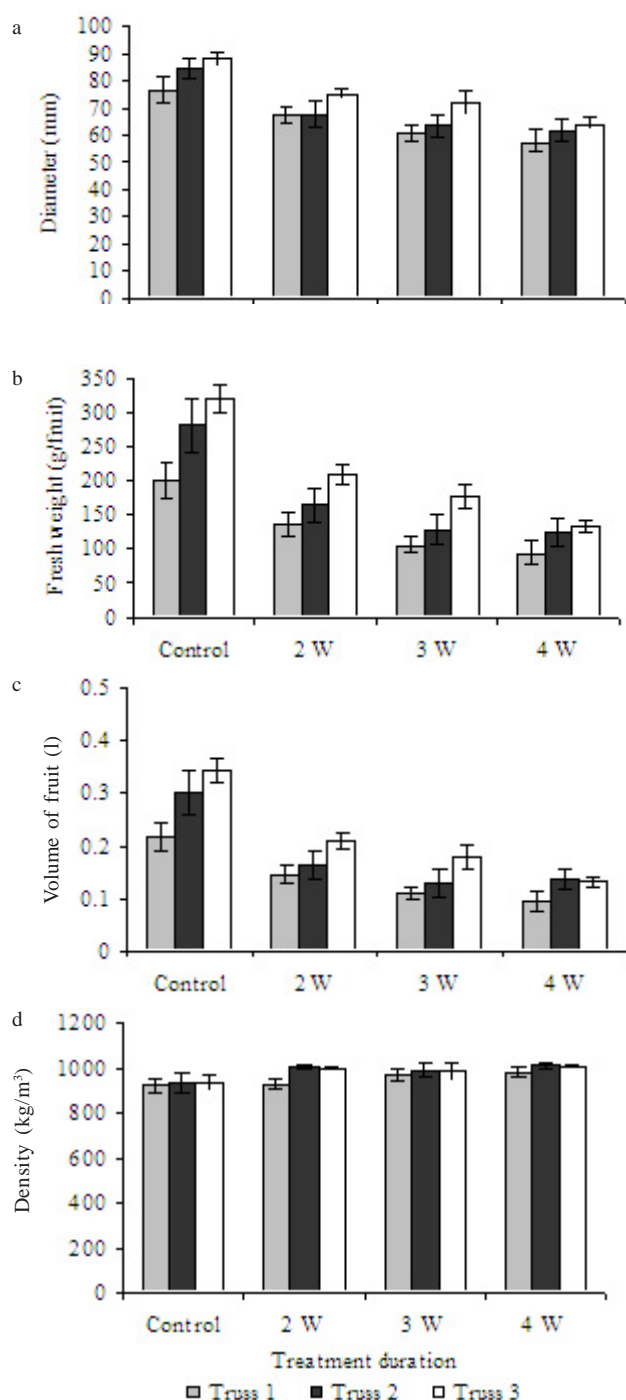 a
Diameter (mm)
100
90
80
70
60
50
40
30
20
10
0
b
Fresh weight (g/fruit)
350
300
250
200
150
100
50
0
Control 2 W 3 W 4 W
c
Volume of fruit (l)
0.5
0.4
0.3
0.2
0.1
0
Control 2 W 3 W 4 W
d
Density (kg/m³)
1200
1000
800
600
400
200
0
Control 2 W 3 W 4 W
Treatment duration
Truss 1 Truss 2 Truss 3